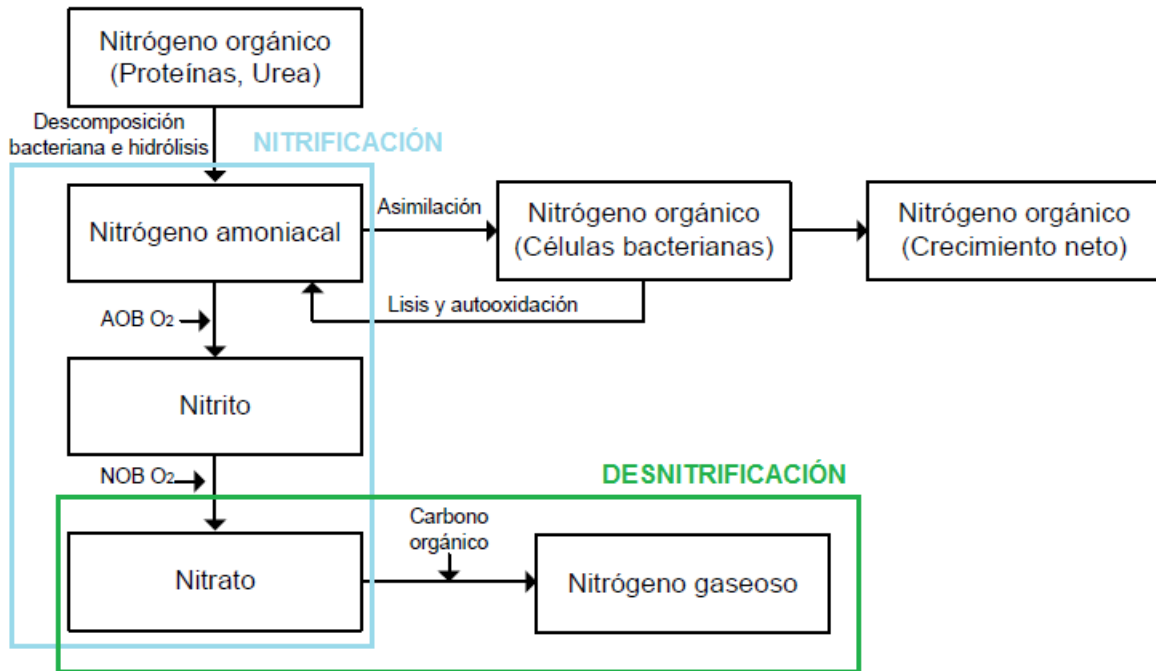 Nitrógeno orgánico
(Proteínas, Urea)
Descomposición
bacteriana e hidrólisis
NITRIFICACIÓN
Nitrógeno amoniacal
Asimilación
Nitrógeno orgánico
(Células bacterianas)
Nitrógeno orgánico
(Crecimiento neto)
Lisis y autooxidación
AOB O2
Nitrito
NOB O2
DESNITRIFICACIÓN
Carbono
orgánico
Nitrato
Nitrógeno gaseoso